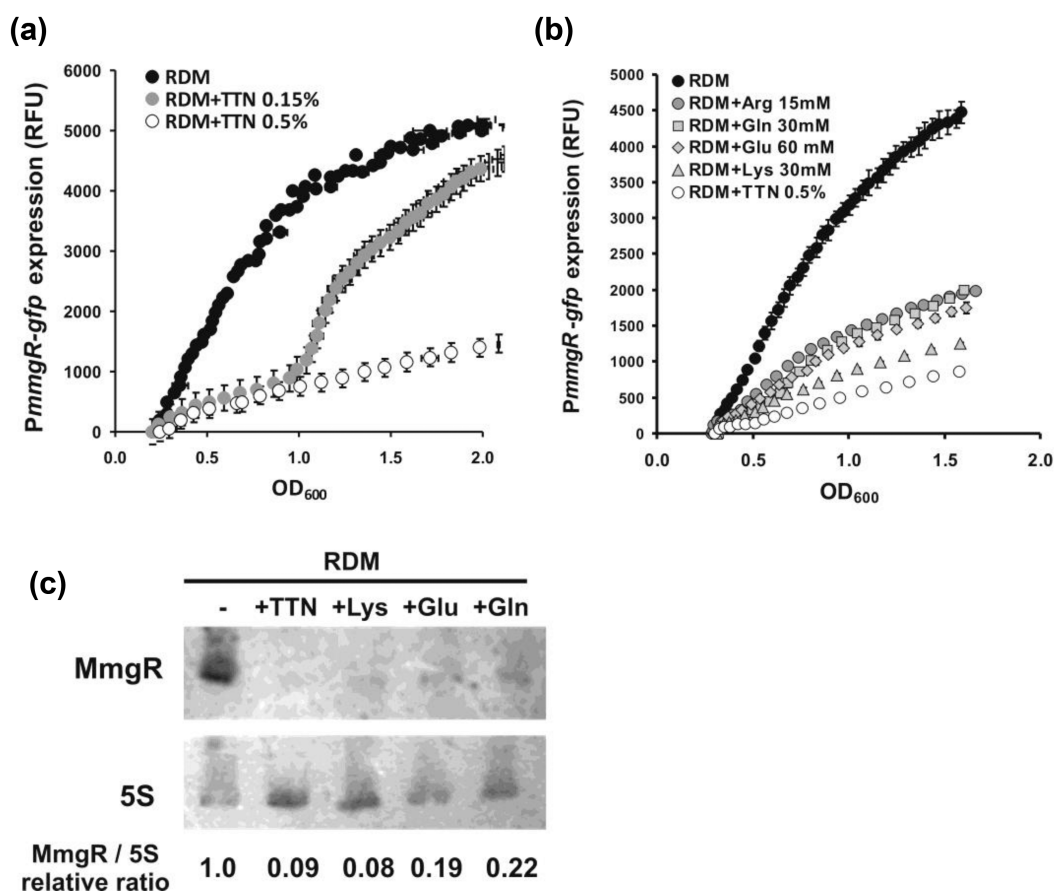 (a)
PmmgR-gfp expression (RFU)
6000
5000
4000
3000
2000
1000
0
RDM
RDM+TTN 0.15%
RDM+TTN 0.5%
0.0 0.5 1.0 1.5 2.0
OD600
(b)
PmmgR-gfp expression (RFU)
5000
4500
4000
3500
3000
2500
2000
1500
1000
500
0
RDM
RDM+Arg 15mM
RDM+Gln 30mM
RDM+Glu 60 mM
RDM+Lys 30mM
RDM+TTN 0.5%
0.0 0.5 1.0 1.5 2.0
OD600
(c)
RDM
- +TTN +Lys +Glu +Gln
MmgR
5S
MmgR / 5S
relative ratio
1.0 0.09 0.08 0.19 0.22